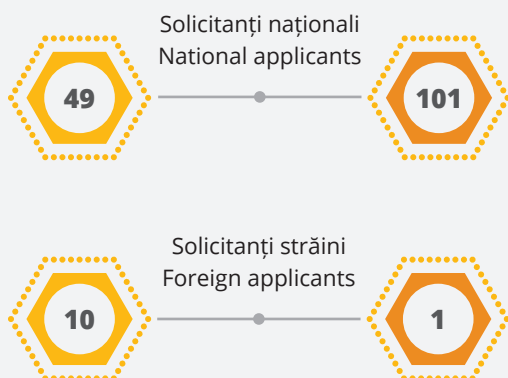 Solicitanți naționali
National applicants
49
101
Solicitanți străini
Foreign applicants
10
1